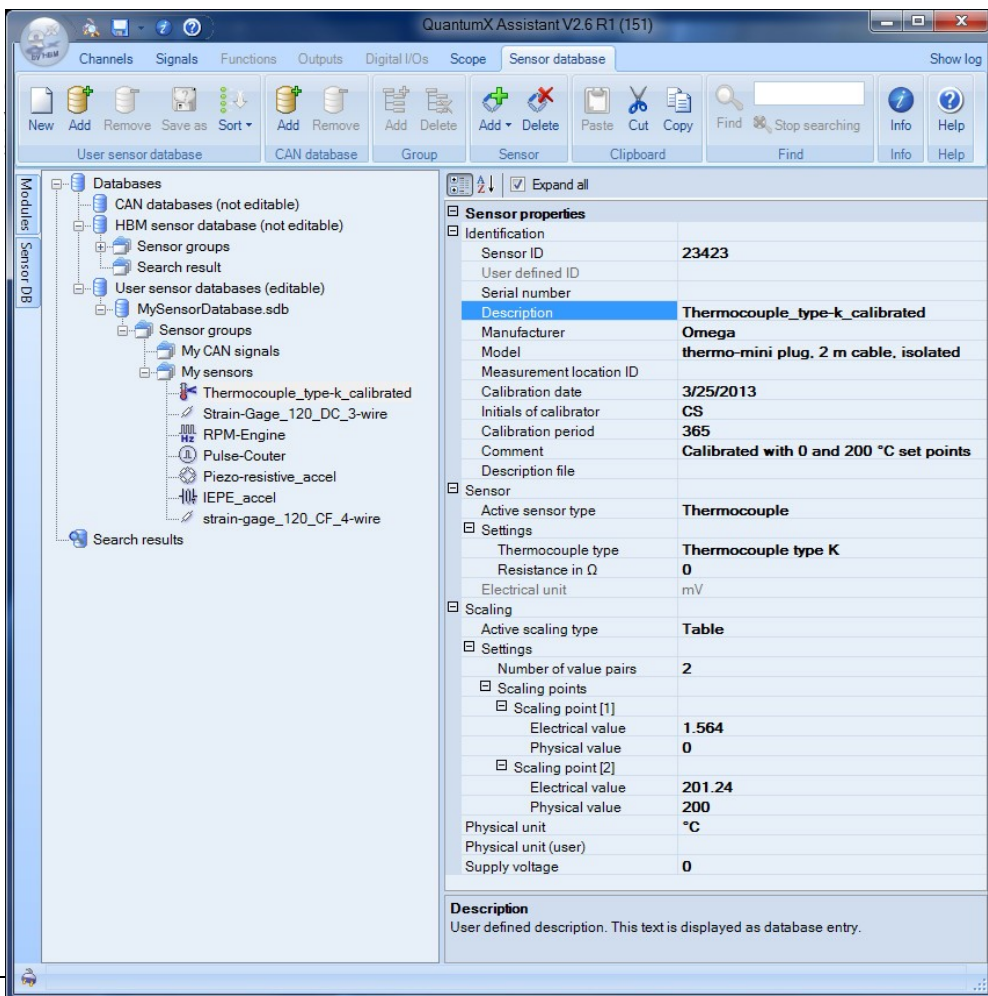 QuantumX Assistant V2.6 R1 (151)
by HBM
Channels Signals Functions Outputs Digital I/Os Scope Sensor database Show log
New Add Remove Save as Sort Add Remove Add Delete Add Delete Paste Cut Copy Find Stop searching Info Help
User sensor database CAN database Group Sensor Clipboard Find Info Help
Modules
Sensor DB
Databases
CAN databases (not editable)
HBM sensor database (not editable)
Sensor groups
Search result
User sensor databases (editable)
MySensorDatabase.sdb
Sensor groups
My CAN signals
My sensors
Thermocouple_type-k_calibrated
Strain-Gage_120_DC_3-wire
Hz RPM-Engine
Pulse-Couter
Piezo-resistive_accel
IEPE_accel
strain-gage_120_CF_4-wire
Search results
Expand all
Sensor properties
Identification
Sensor ID 23423
User defined ID
Serial number
Description Thermocouple_type-k_calibrated
Manufacturer Omega
Model thermo-mini plug, 2 m cable, isolated
Measurement location ID
Calibration date 3/25/2013
Initials of calibrator CS
Calibration period 365
Comment Calibrated with 0 and 200 °C set points
Description file
Sensor
Active sensor type Thermocouple
Settings
Thermocouple type Thermocouple type K
Resistance in Ω 0
Electrical unit mV
Scaling
Active scaling type Table
Settings
Number of value pairs 2
Scaling points
Scaling point [1]
Electrical value 1.564
Physical value 0
Scaling point [2]
Electrical value 201.24
Physical value 200
Physical unit °C
Physical unit (user)
Supply voltage 0
Description
User defined description. This text is displayed as database entry.